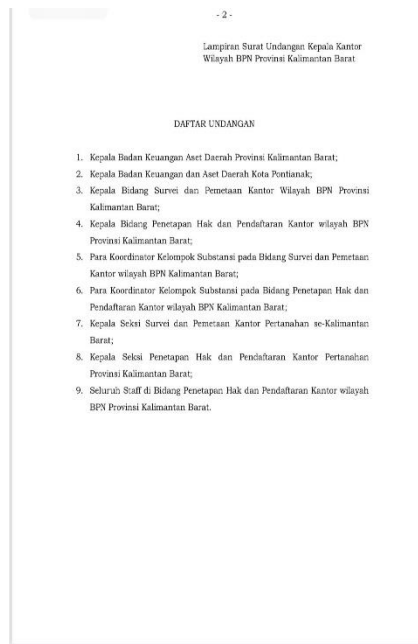 - 2 -
Lampiran Surat Undangan Kepala Kantor
Wilayah BPN Provinsi Kalimantan Barat
DAFTAR UNDANGAN
1. Kepala Badan Keuangan Aset Daerah Provinsi Kalimantan Barat;
2. Kepala Badan Keuangan dan Aset Daerah Kota Pontianak;
3. Kepala Bidang Survei dan Pemetaan Kantor Wilayah BPN Provinsi
Kalimantan Barat;
4. Kepala Bidang Penetapan Hak dan Pendaftaran Kantor wilayah BPN
Provinsi Kalimantan Barat;
5. Para Koordinator Kelompok Substansi pada Bidang Survei dan Pemetaan
Kantor wilayah BPN Kalimantan Barat;
6. Para Koordinator Kelompok Substansi pada Bidang Penetapan Hak dan
Pendaftaran Kantor wilayah BPN Kalimantan Barat;
7. Kepala Seksi Survei dan Pemetaan Kantor Pertanahan se-Kalimantan
Barat;
8. Kepala Seksi Penetapan Hak dan Pendaftaran Kantor Pertanahan
Provinsi Kalimantan Barat;
9. Seluruh Staff di Bidang Penetapan Hak dan Pendaftaran Kantor wilayah
BPN Provinsi Kalimantan Barat.